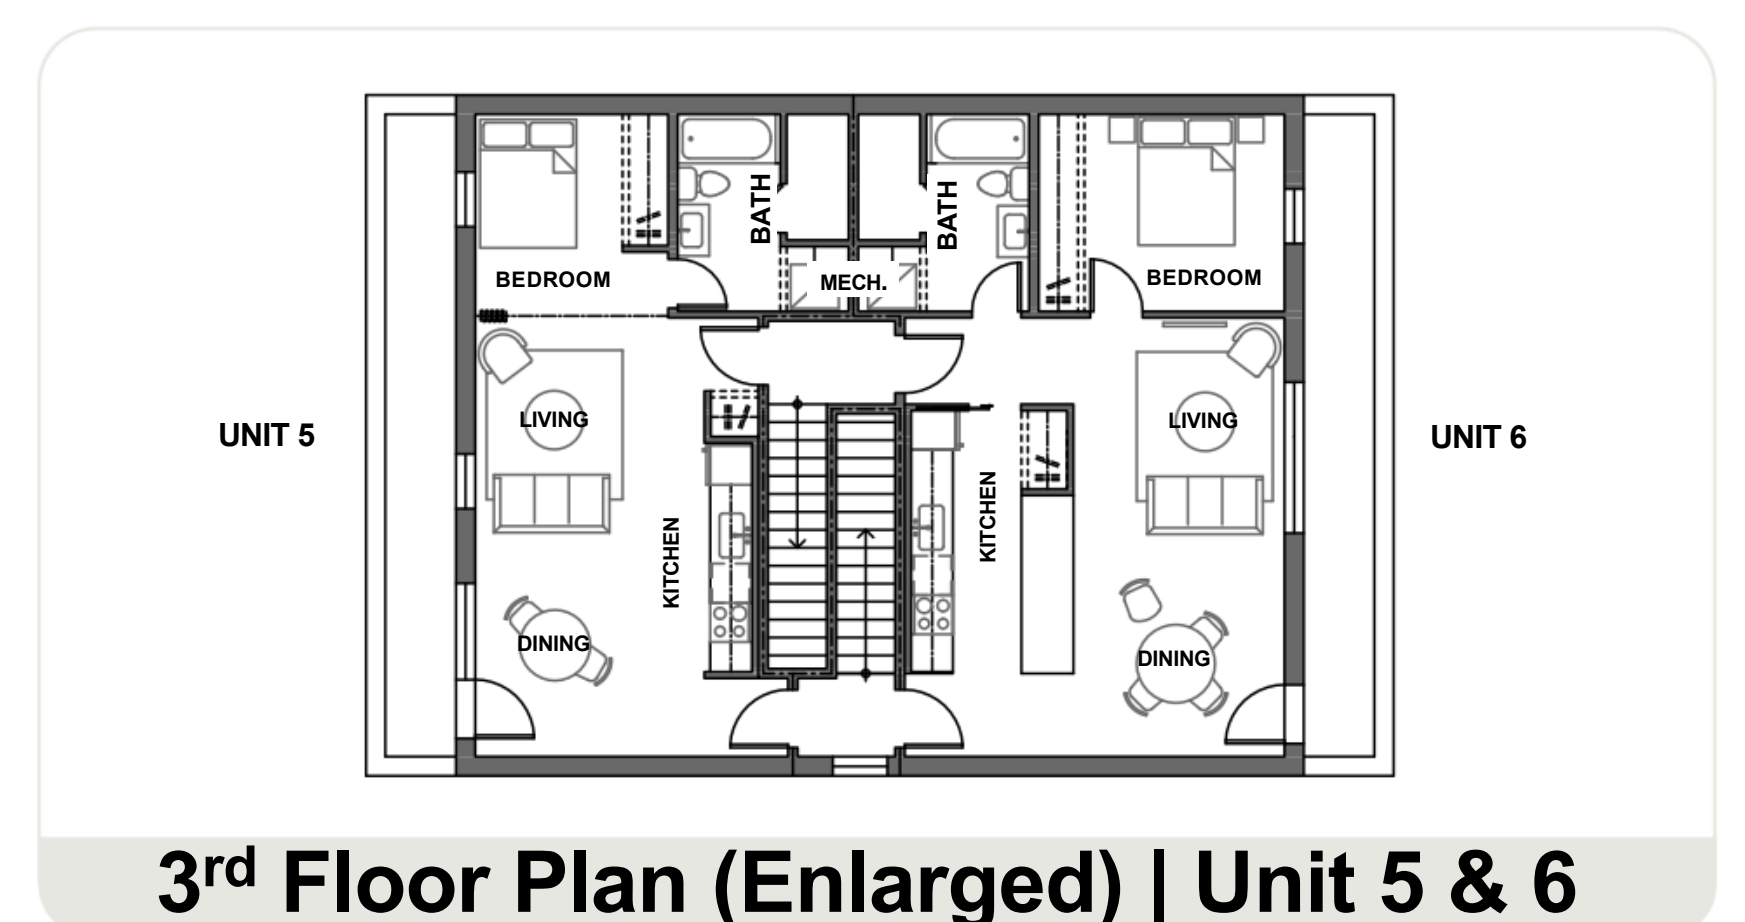 BATH
BATH
BEDROOM
MECH.
BEDROOM
LIVING
LIVING
UNIT 5
UNIT 6
KITCHEN
KITCHEN
DINING
DINING
3rd Floor Plan (Enlarged) | Unit 5 & 6